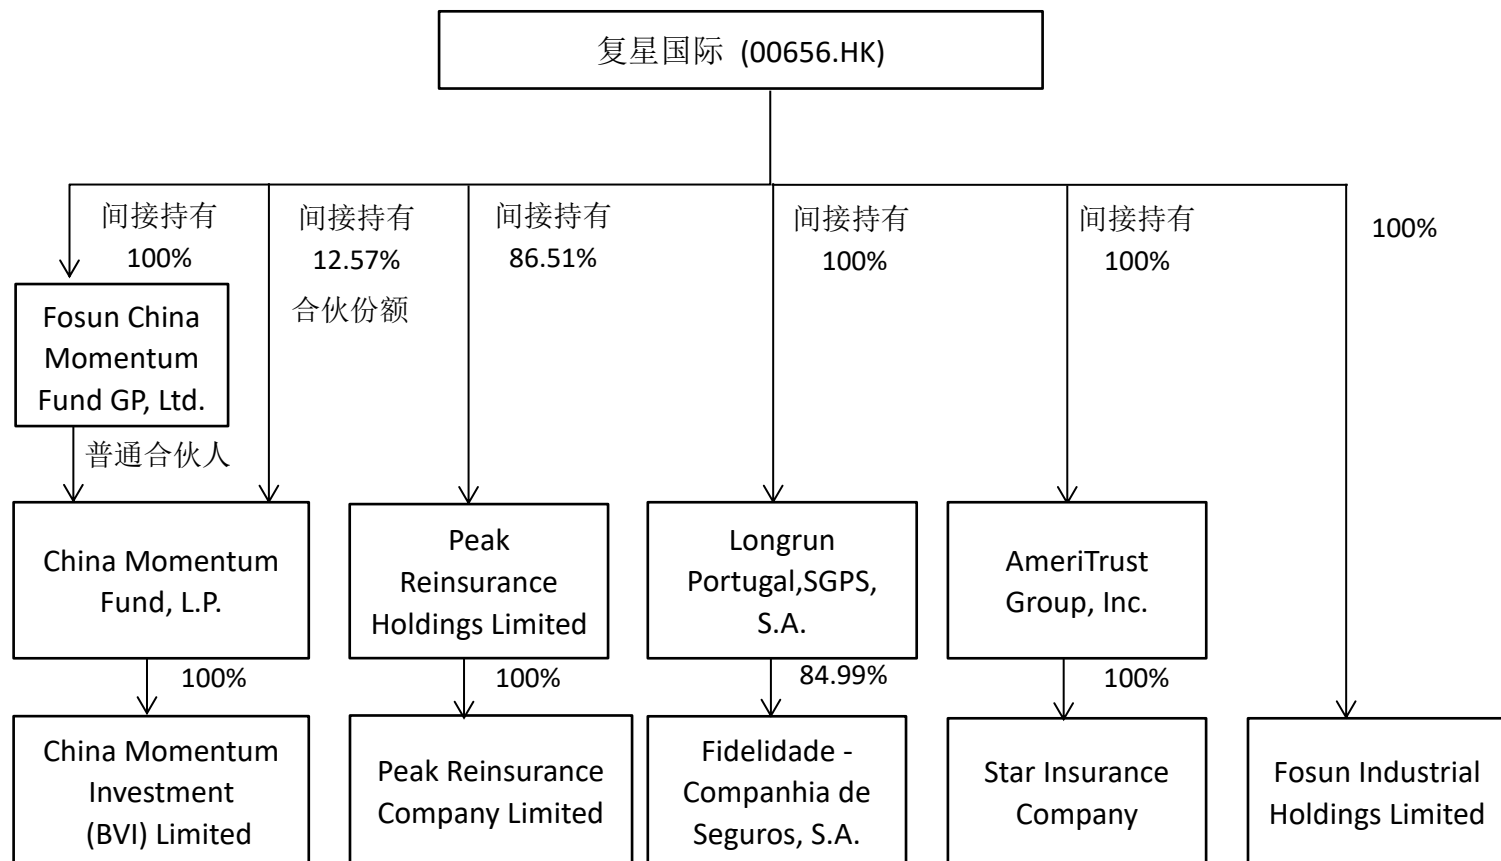 复星国际 (00656.HK)
间接持有
100%
间接持有
12.57%
合伙份额
间接持有
86.51%
间接持有
100%
间接持有
100%
100%
Fosun China
Momentum
Fund GP, Ltd.
普通合伙人
China Momentum
Fund, L.P.
Peak
Reinsurance
Holdings Limited
Longrun
Portugal,SGPS,
S.A.
AmeriTrust
Group, Inc.
100%
100%
84.99%
100%
China Momentum
Investment
(BVI) Limited
Peak Reinsurance
Company Limited
Fidelidade -
Companhia de
Seguros, S.A.
Star Insurance
Company
Fosun Industrial
Holdings Limited